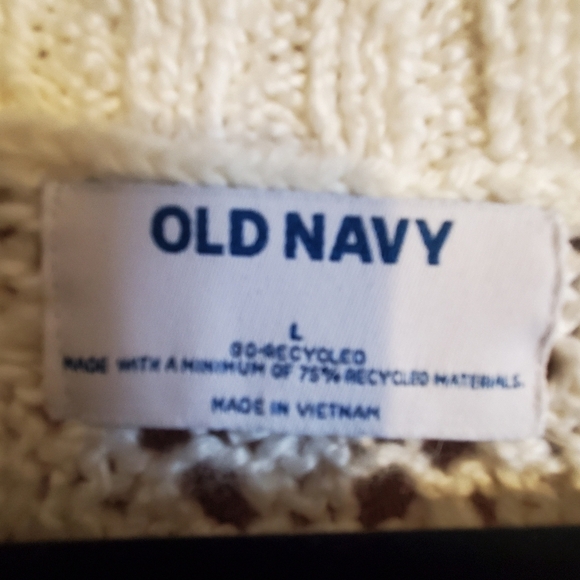 OLD NAVY
L
GO-RECYCLED
MADE WITH A MINIMUM OF 75% RECYCLED MATERIALS.
MADE IN VIETNAM